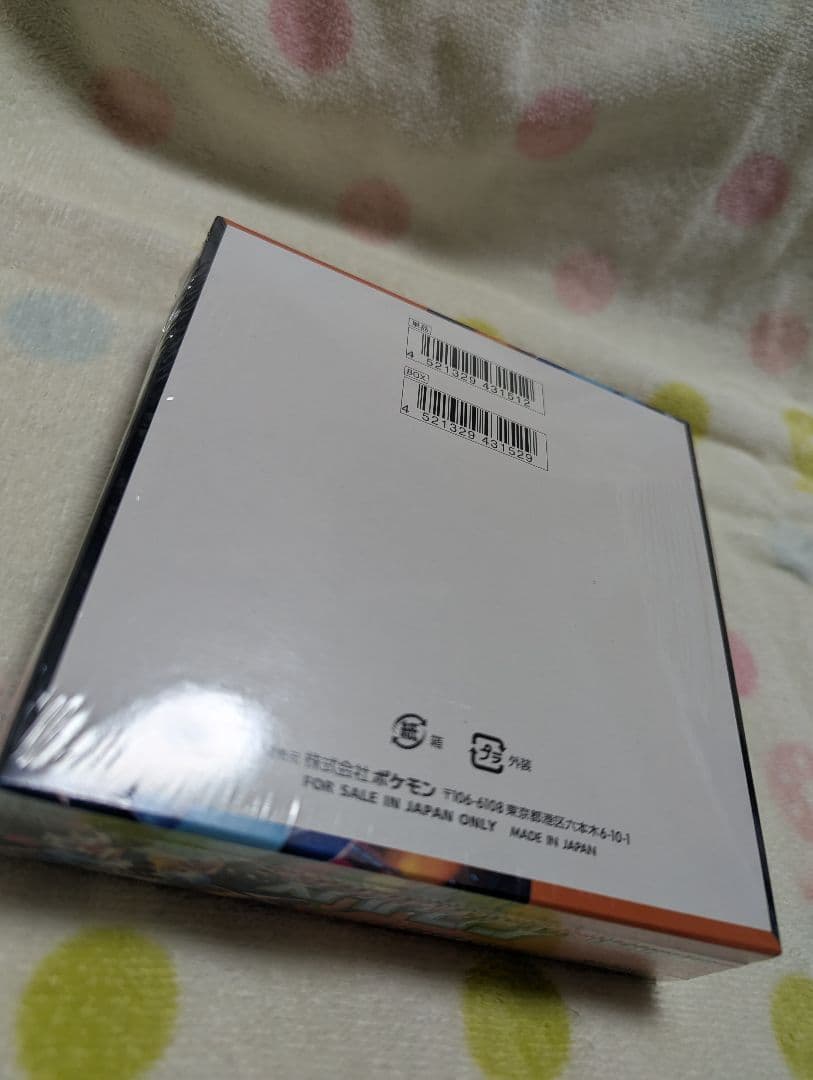 単品
4 521329 431512
BOX
4 521329 431529
紙 箱
プラ 外装
株式会社ポケモン 〒106-6108 東京都港区六本木6-10-1
FOR SALE IN JAPAN ONLY MADE IN JAPAN